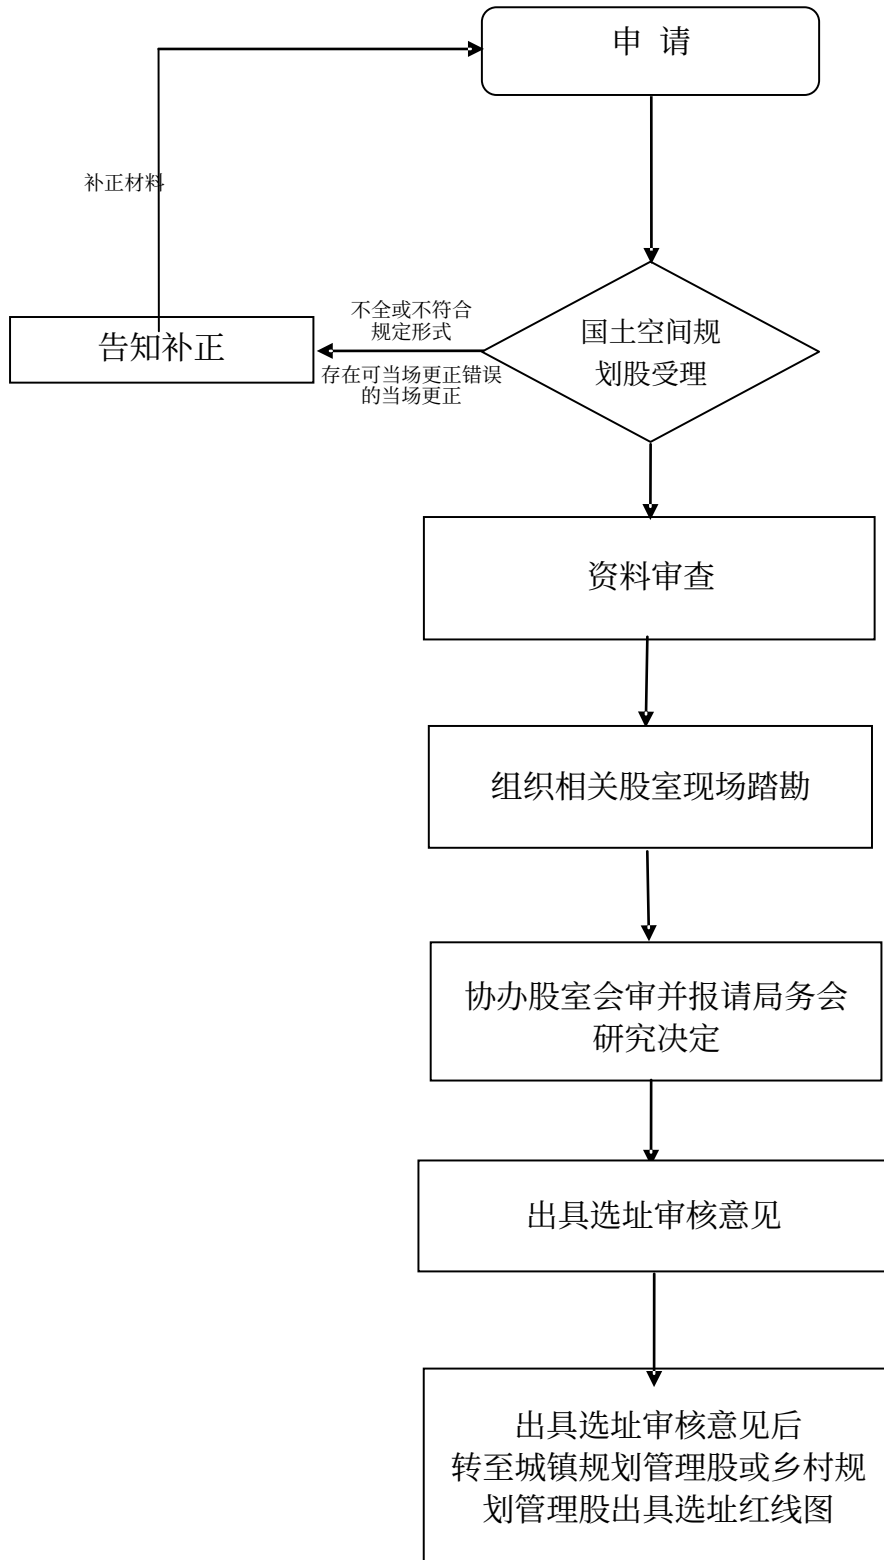 申 请
补正材料
不全或不符合
规定形式
告知补正
国土空间规
划股受理
存在可当场更正错误
的当场更正
资料审查
组织相关股室现场踏勘
协办股室会审并报请局务会
研究决定
出具选址审核意见
出具选址审核意见后
转至城镇规划管理股或乡村规
划管理股出具选址红线图